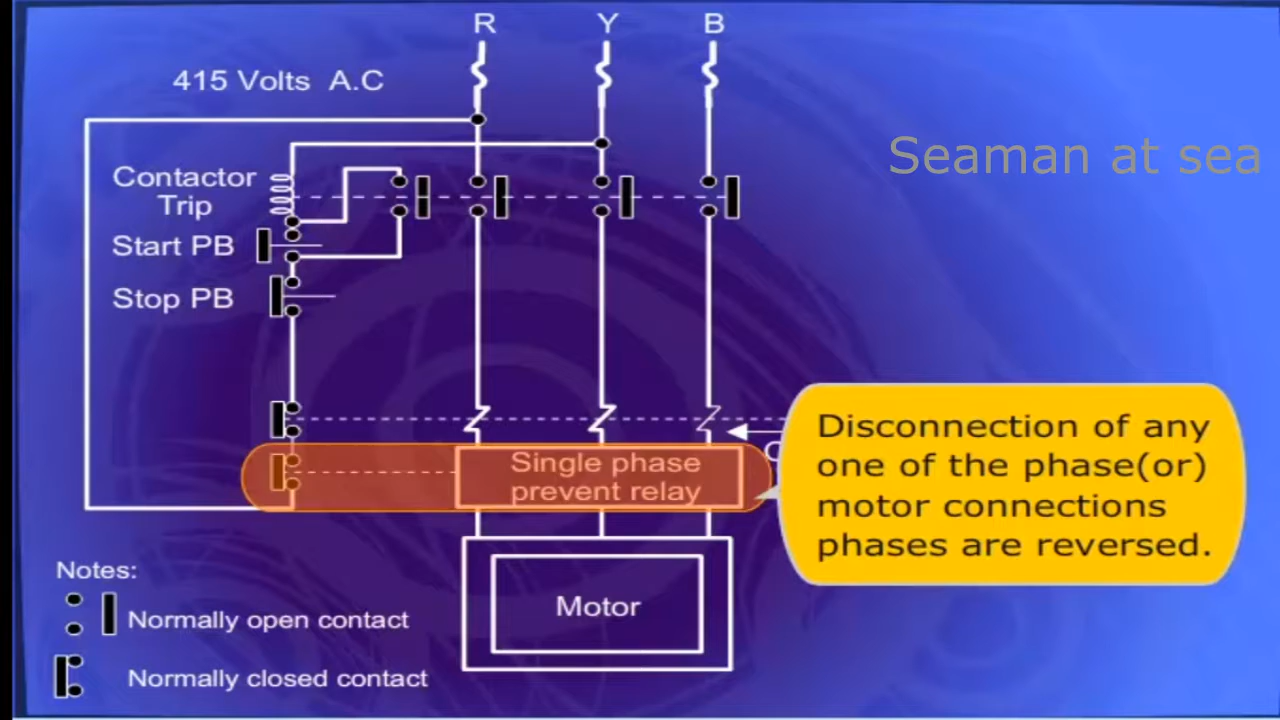 R Y B
415 Volts A.C
Seaman at sea
Contactor
Trip
Start PB
Stop PB
Single phase
prevent relay
Disconnection of any
one of the phase(or)
motor connections
phases are reversed.
Motor
Notes:
Normally open contact
Normally closed contact